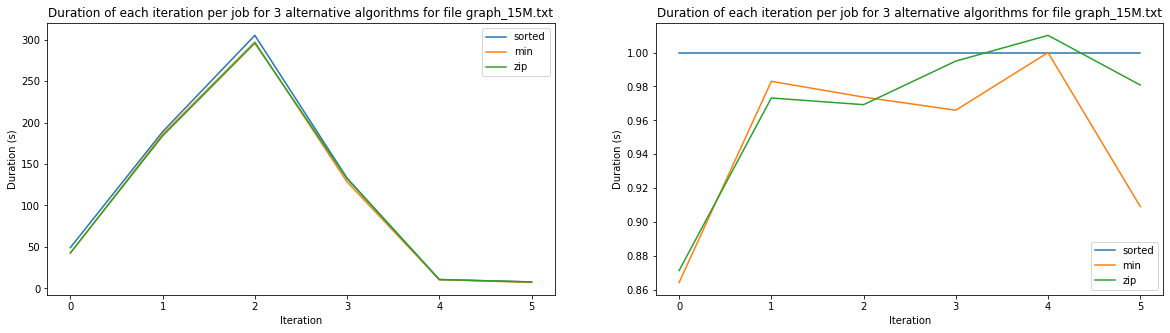 Duration of each iteration per job for 3 alternative algorithms for file graph_15M.txt
300
250
200
150
100
50
0
Duration (s)
0 1 2 3 4 5
Iteration
sorted
min
zip
Duration of each iteration per job for 3 alternative algorithms for file graph_15M.txt
1.00
0.98
0.96
0.94
0.92
0.90
0.88
0.86
Duration (s)
0 1 2 3 4 5
Iteration
sorted
min
zip